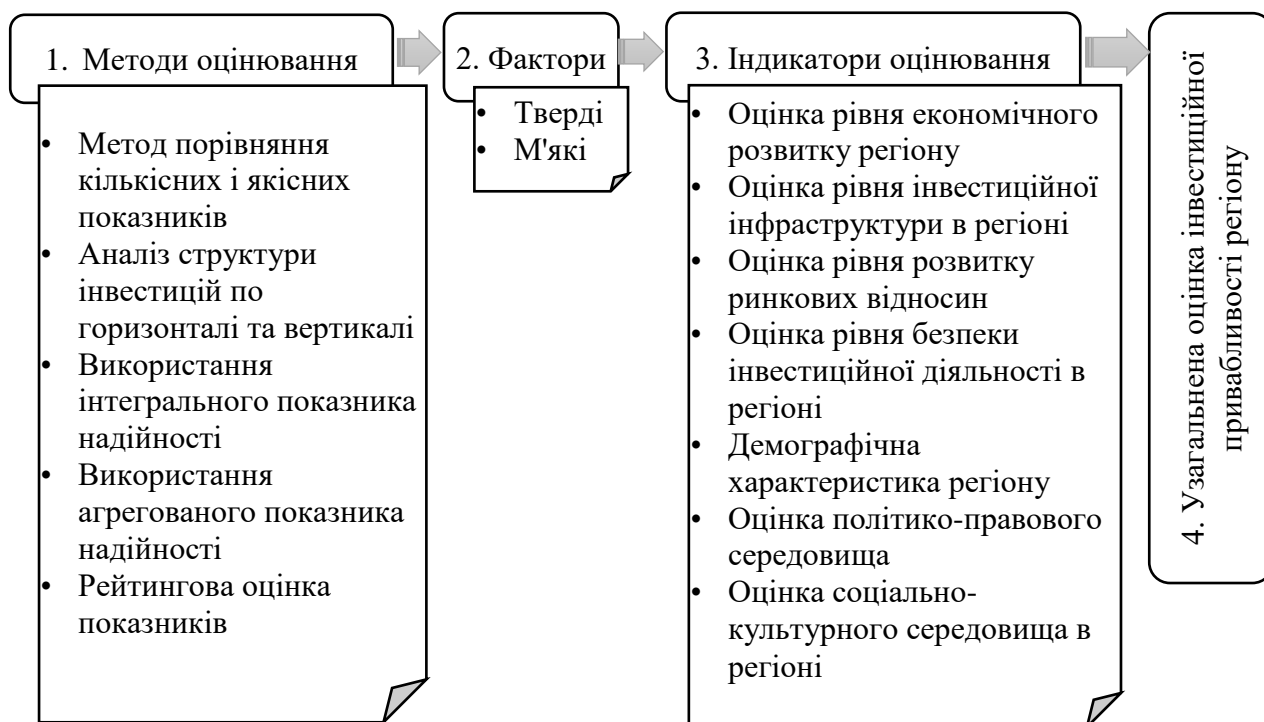 1. Методи оцінювання
• Метод порівняння
кількісних і якісних
показників
• Аналіз структури
інвестицій по
горизонталі та вертикалі
• Використання
інтегрального показника
надійності
• Використання
агрегованого показника
надійності
• Рейтингова оцінка
показників
2. Фактори
• Тверді
• М'які
3. Індикатори оцінювання
• Оцінка рівня економічного
розвитку регіону
• Оцінка рівня інвестиційної
інфраструктури в регіоні
• Оцінка рівня розвитку
ринкових відносин
• Оцінка рівня безпеки
інвестиційної діяльності в
регіоні
• Демографічна
характеристика регіону
• Оцінка політико-правового
середовища
• Оцінка соціально-
культурного середовища в
регіоні
4. Узагальнена оцінка інвестиційної
привабливості регіону